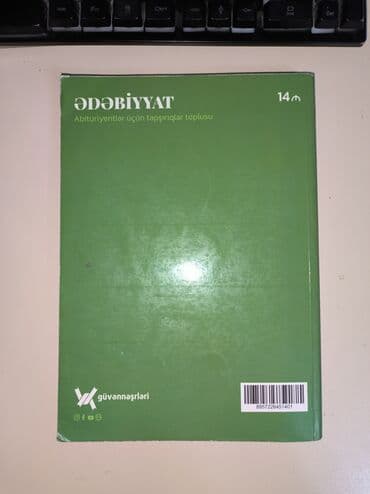 ƏDƏBİYYAT
14₼
Abituriyentlər üçün tapşırıqlar toplusu
güvənnəşrləri